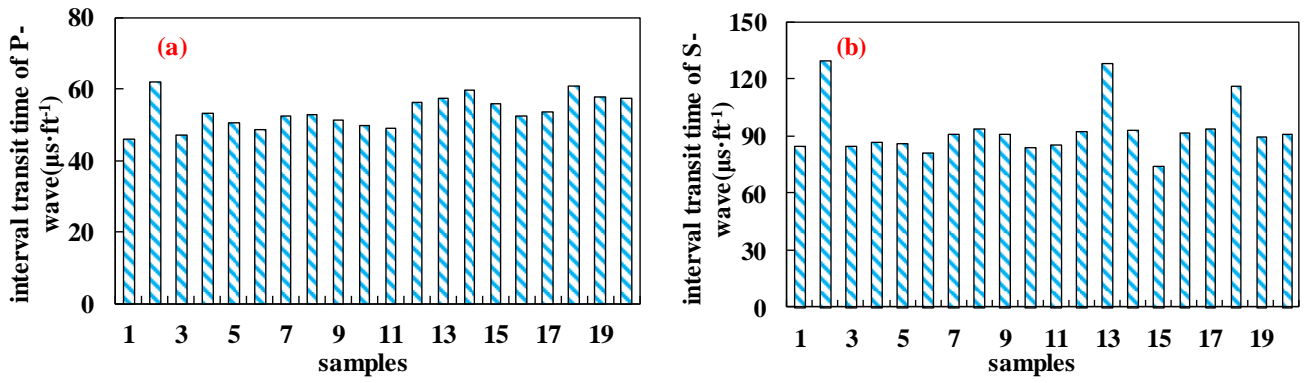 interval transit time of P-
wave(μs·ft⁻¹)
80
60
40
20
0
(a)
1 3 5 7 9 11 13 15 17 19
samples
interval transit time of S-
wave(μs·ft⁻¹)
150
120
90
60
30
0
(b)
1 3 5 7 9 11 13 15 17 19
samples